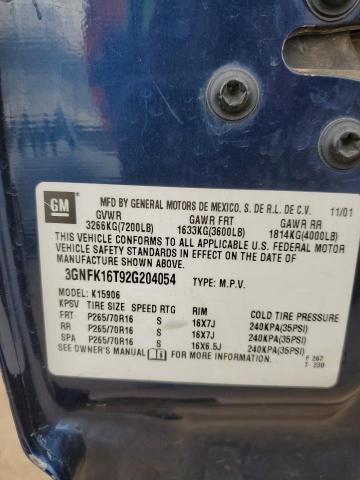 GM
MFD BY GENERAL MOTORS DE MEXICO, S. DE R.L. DE C.V. 11/01
GVWR GAWR FRT GAWR RR
3266KG(7200LB) 1633KG(3600LB) 1814KG(4000LB)
THIS VEHICLE CONFORMS TO ALL APPLICABLE U.S. FEDERAL MOTOR
VEHICLE SAFETY STANDARDS IN EFFECT ON THE DATE OF
MANUFACTURE SHOWN ABOVE.
3GNFK16T92G204054 TYPE: M.P.V.
MODEL: K15906
KPSV TIRE SIZE SPEED RTG RIM COLD TIRE PRESSURE
FRT P265/70R16 S 16X7J 240KPA(35PSI)
RR P265/70R16 S 16X7J 240KPA(35PSI)
SPA P265/70R16 S 16X6.5J 240KPA(35PSI)
SEE OWNER'S MANUAL FOR MORE INFORMATION.
F 267
T 230